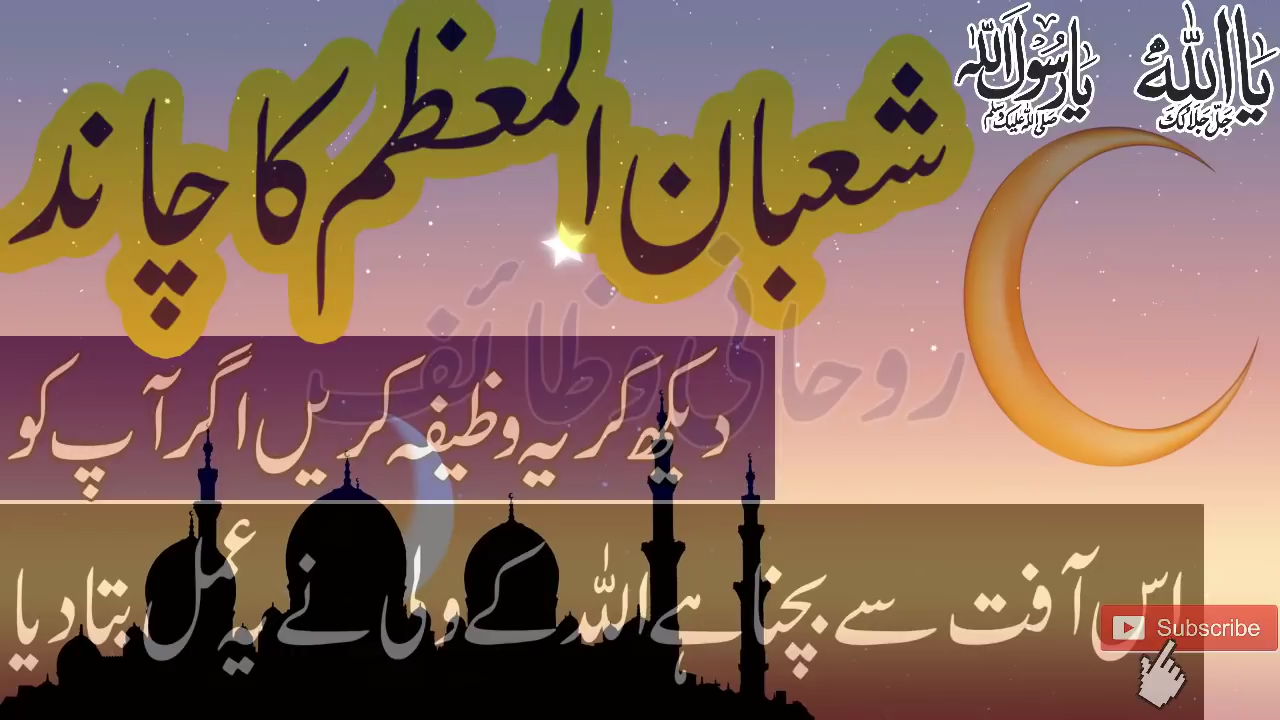 یا اللہ جل جلالک
یا رسول اللہ صلی اللہ علیہ وسلم
شعبان المعظم کا چاند
روحانی وظائف
دیکھ کر یہ وظیفہ کریں اگر آپ کو
اس آفت سے بچنا ہے اللہ کے ولی نے یہ عمل بتا دیا
Subscribe